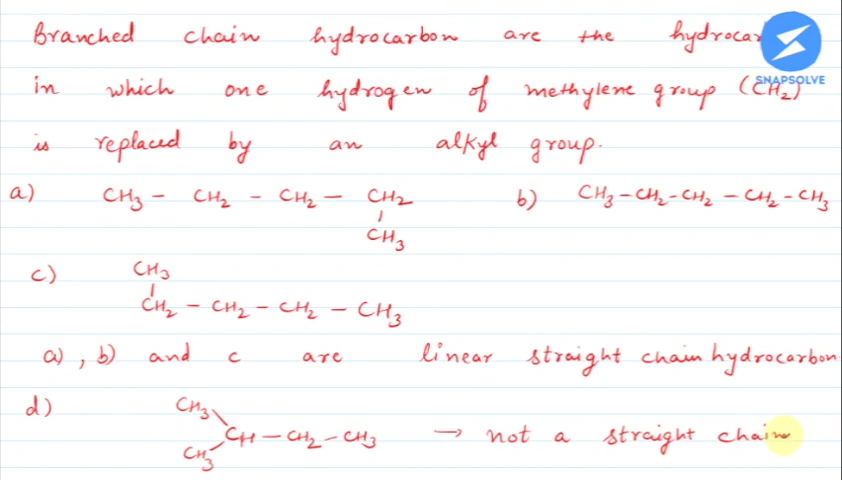 Branched chain hydrocarbon are the
SNAPSOLVE
in which one hydrogen of methylene group (CH₂)
is replaced by an alkyl group.
a) CH₃ – CH₂ – CH₂ – CH₂ b) CH₃–CH₂–CH₂–CH₂–CH₃
CH₃
c) CH₃
CH₂ – CH₂ – CH₂ – CH₃
a), b) and c are linear straight chain hydrocarbon
d) CH₃
CH – CH₂ – CH₃ → not a straight chain
CH₃